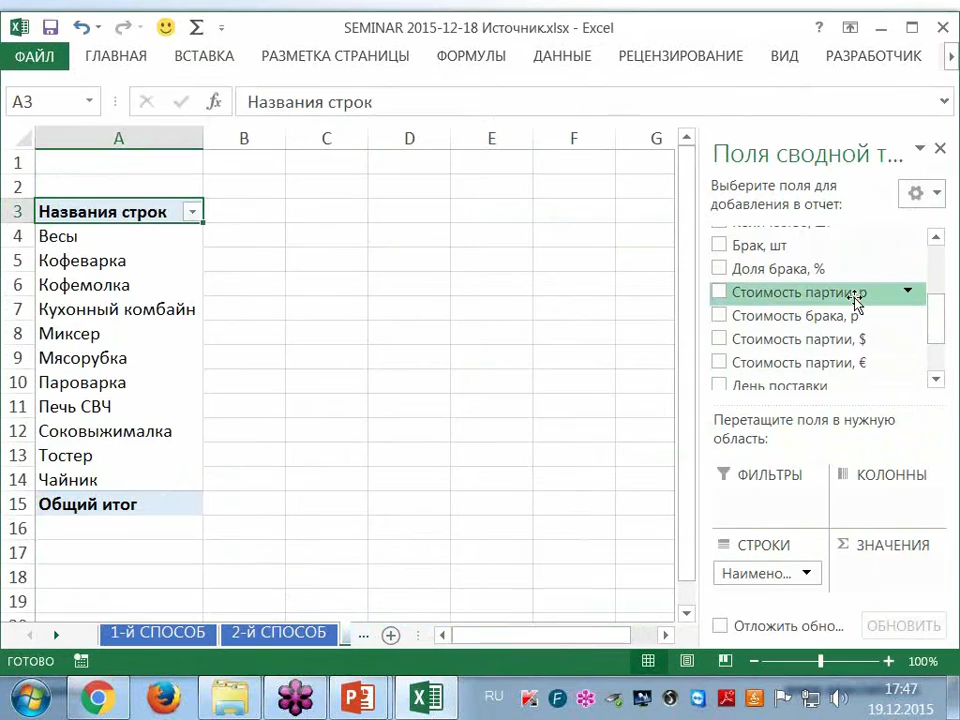 SEMINAR 2015-12-18 Источник.xlsx - Excel
?
ФАЙЛ ГЛАВНАЯ ВСТАВКА РАЗМЕТКА СТРАНИЦЫ ФОРМУЛЫ ДАННЫЕ РЕЦЕНЗИРОВАНИЕ ВИД РАЗРАБОТЧИК
A3 fx Названия строк
A B C D E F G
1
2
3 Названия строк
4 Весы
5 Кофеварка
6 Кофемолка
7 Кухонный комбайн
8 Миксер
9 Мясорубка
10 Пароварка
11 Печь СВЧ
12 Соковыжималка
13 Тостер
14 Чайник
15 Общий итог
16
17
18
19
Поля сводной т...
Выберите поля для
добавления в отчет:
Брак, шт
Доля брака, %
Стоимость партии, р
Стоимость брака, р
Стоимость партии, $
Стоимость партии, €
День поставки
Перетащите поля в нужную
область:
ФИЛЬТРЫ
КОЛОННЫ
СТРОКИ
Σ ЗНАЧЕНИЯ
Наимено...
Отложить обно...
ОБНОВИТЬ
1-й СПОСОБ 2-й СПОСОБ ...
ГОТОВО
100%
RU
17:47
19.12.2015